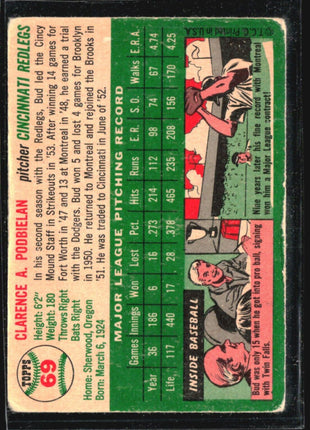 TOPPS
69
CLARENCE A. PODBIELAN pitcher CINCINNATI REDLEGS
Height: 6'2"
Throws Right
Bats Right
Home: Sherwood, Oregon
Born: March 6, 1924
In his second season with the Redlegs, Bud led the Cincy
Mound Staff in Strikeouts in '53. After winning 14 games for
Fort Worth in '47 and 13 at Montreal in '48, he earned a trial
with the Dodgers. Bud won 5 and lost 4 games for Brooklyn
in 1950. He returned to Montreal and rejoined the Brooks in
'51. He was traded to Cincinnati in June of '52.
MAJOR LEAGUE PITCHING RECORD
Games Innings Won Lost Pct. Hits Runs E.R. S.O. Walks E.R.A.
Year 36 186 6 16 .273 214 112 98 74 67 4.74
Life 117 440 17 28 .378 465 235 208 156 170 4.25
INSIDE BASEBALL
Bud was only 15 when he got into pro ball, signing
with Twin Falls.
Nine years later his fine record with Montreal
won him a Major League contract!
© T.C.G. Printed in U.S.A.